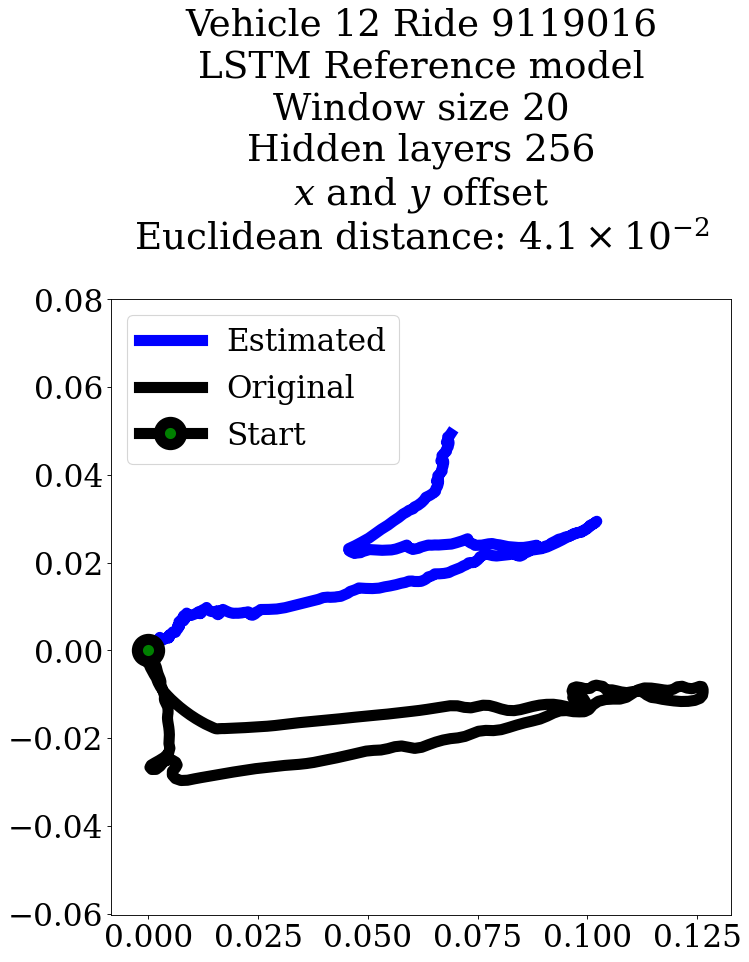 Vehicle 12 Ride 9119016
LSTM Reference model
Window size 20
Hidden layers 256
x and y offset
Euclidean distance: 4.1 × 10⁻²
0.08
0.06
0.04
0.02
0.00
−0.02
−0.04
−0.06
Estimated
Original
Start
0.000 0.025 0.050 0.075 0.100 0.125